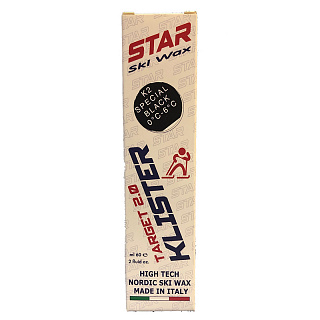 STAR
Ski Wax
K2
SPECIAL
BLACK
0°C-5°C
TARGET 2.0
KLISTER
ml 60 ℮
2 fluid oz.
HIGH TECH
NORDIC SKI WAX
MADE IN ITALY